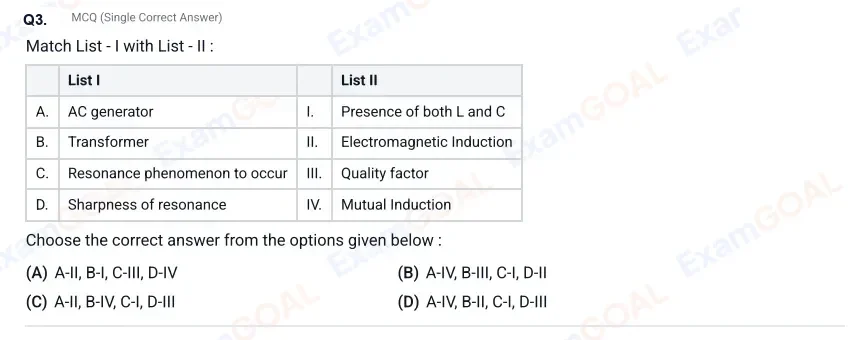 Q3. MCQ (Single Correct Answer)
Match List - I with List - II :
List I List II
A. AC generator I. Presence of both L and C
B. Transformer II. Electromagnetic Induction
C. Resonance phenomenon to occur III. Quality factor
D. Sharpness of resonance IV. Mutual Induction
Choose the correct answer from the options given below :
(A) A-II, B-I, C-III, D-IV (B) A-IV, B-III, C-I, D-II
(C) A-II, B-IV, C-I, D-III (D) A-IV, B-II, C-I, D-III
ExamGOAL